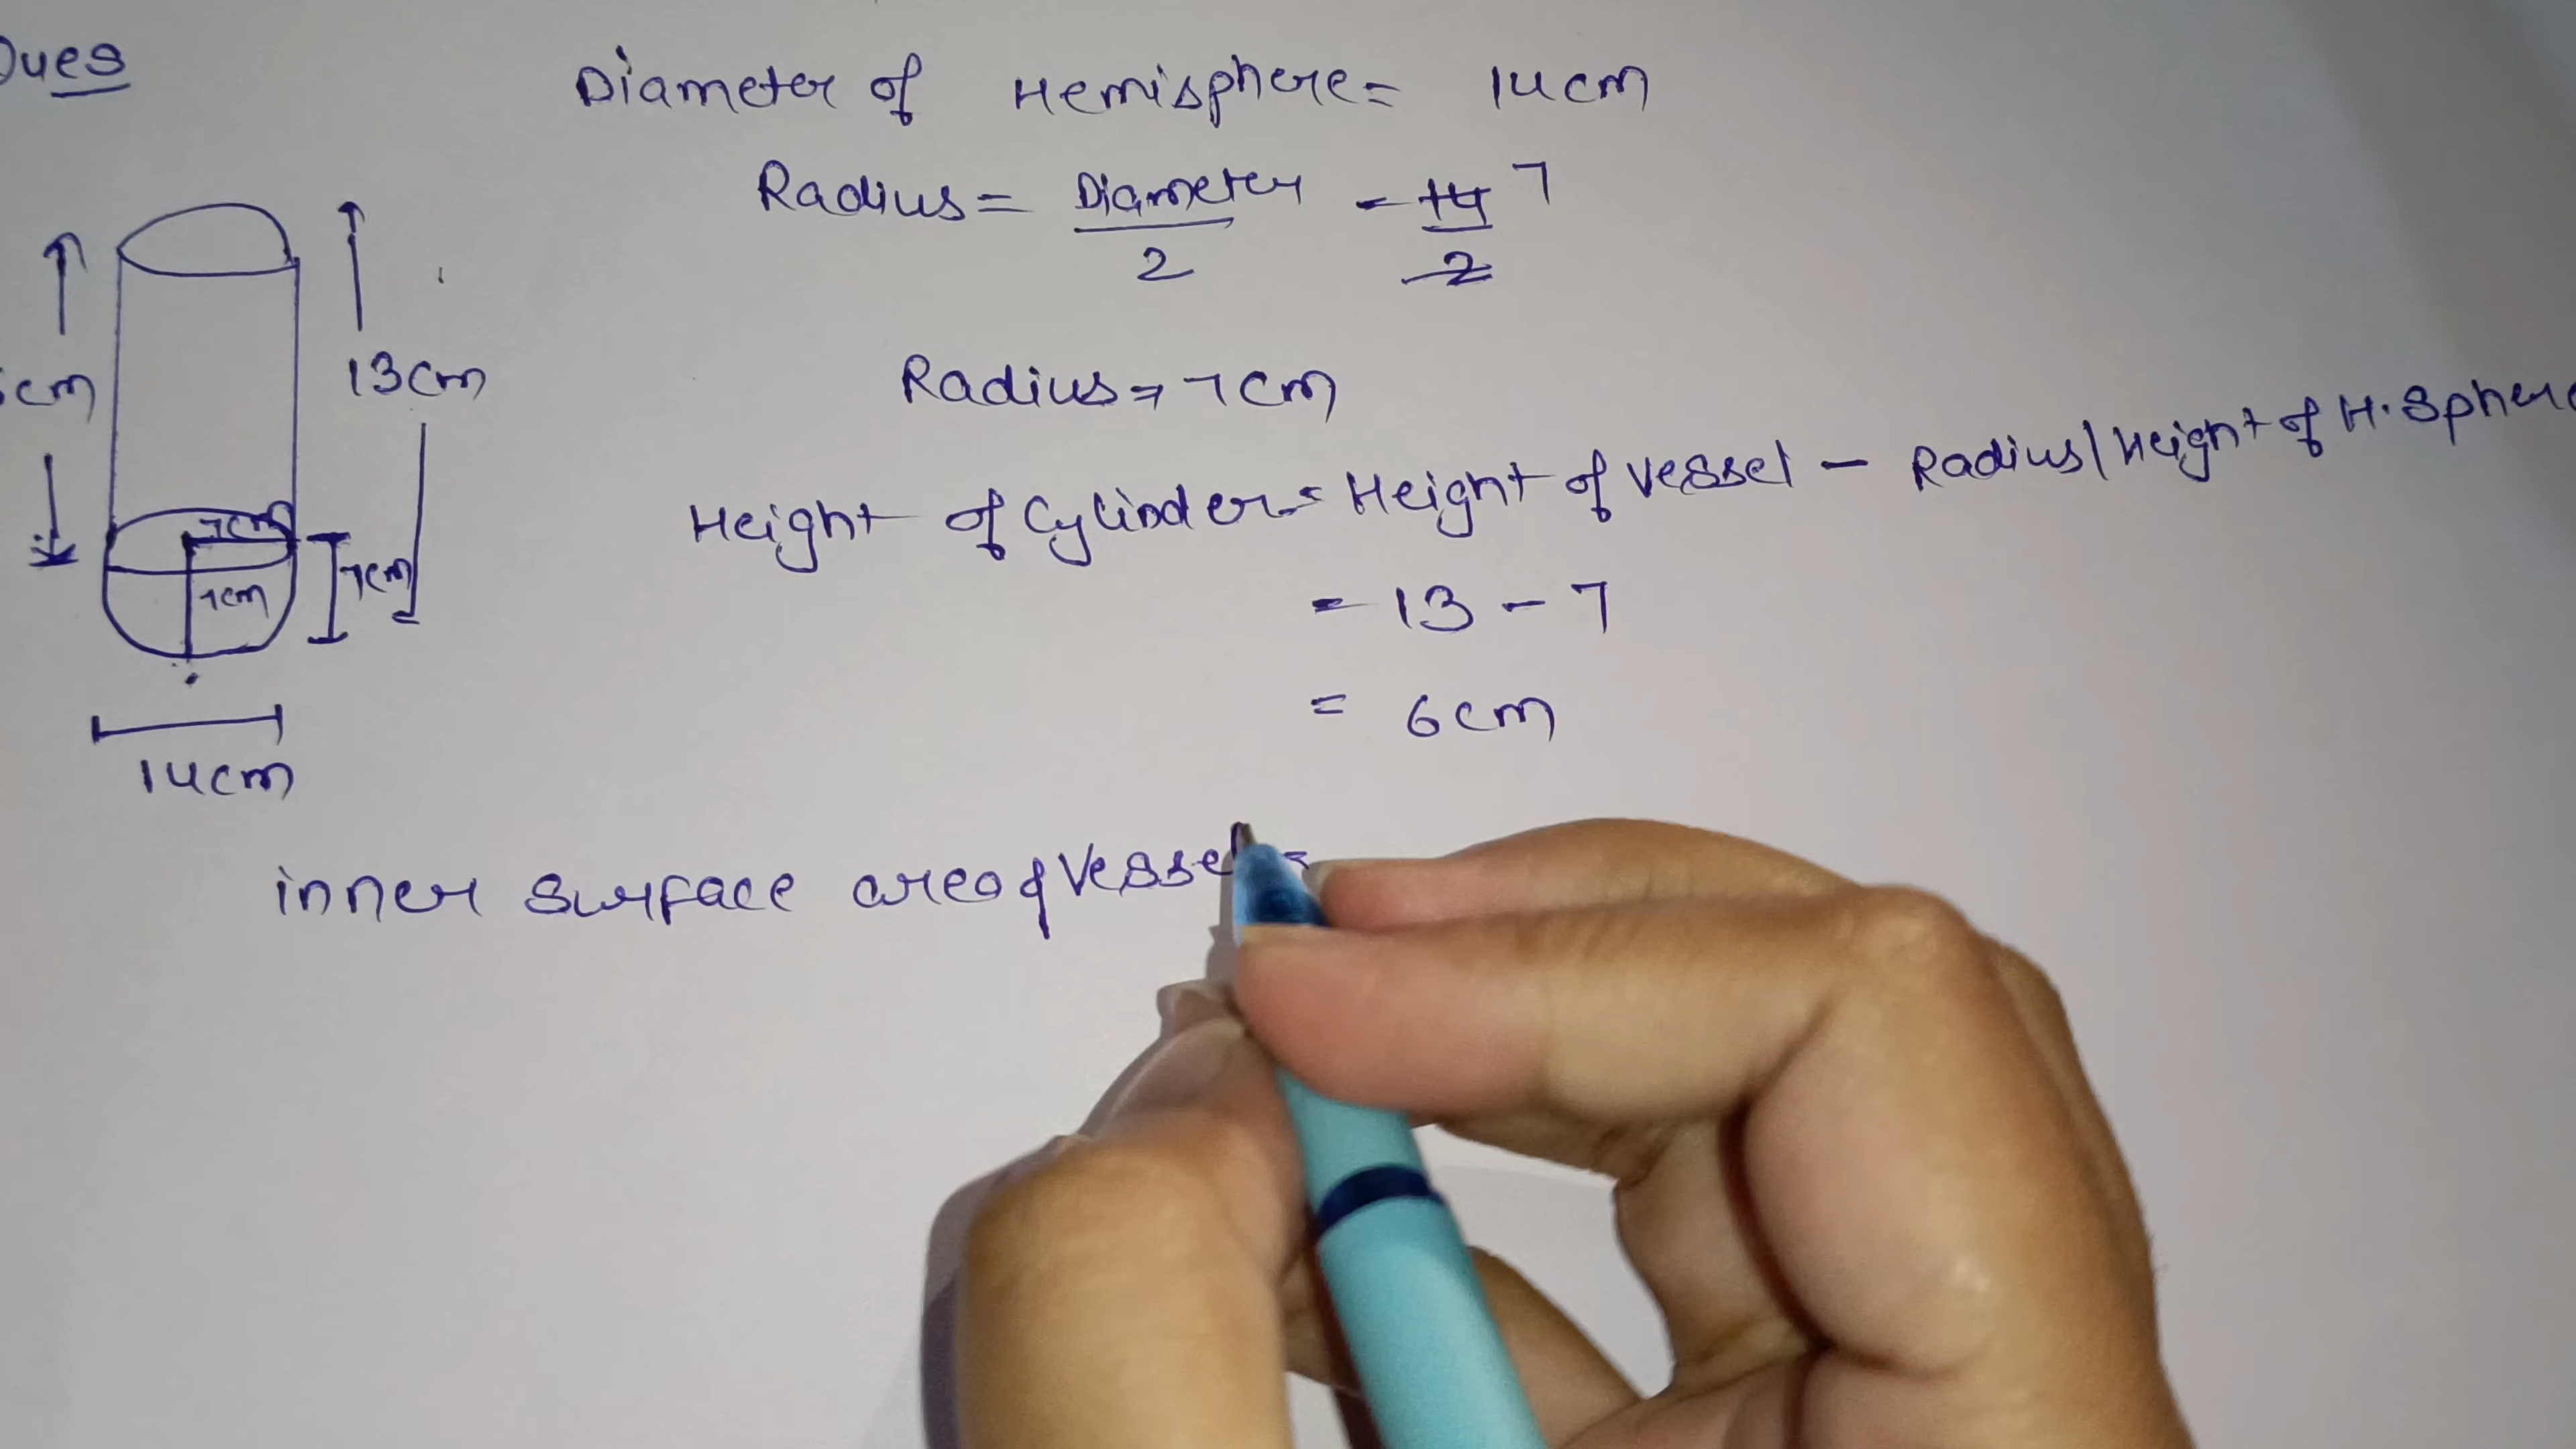 Ques
Diameter of Hemisphere = 14cm
Radius = Diameter / 2 = 14 / 2 7
Radius = 7cm
Height of Cylinder = Height of Vessel - Radius/Height of H.Sphere
= 13 - 7
= 6cm
cm
13cm
7cm
7cm
7cm
14cm
inner surface area of Vessel =